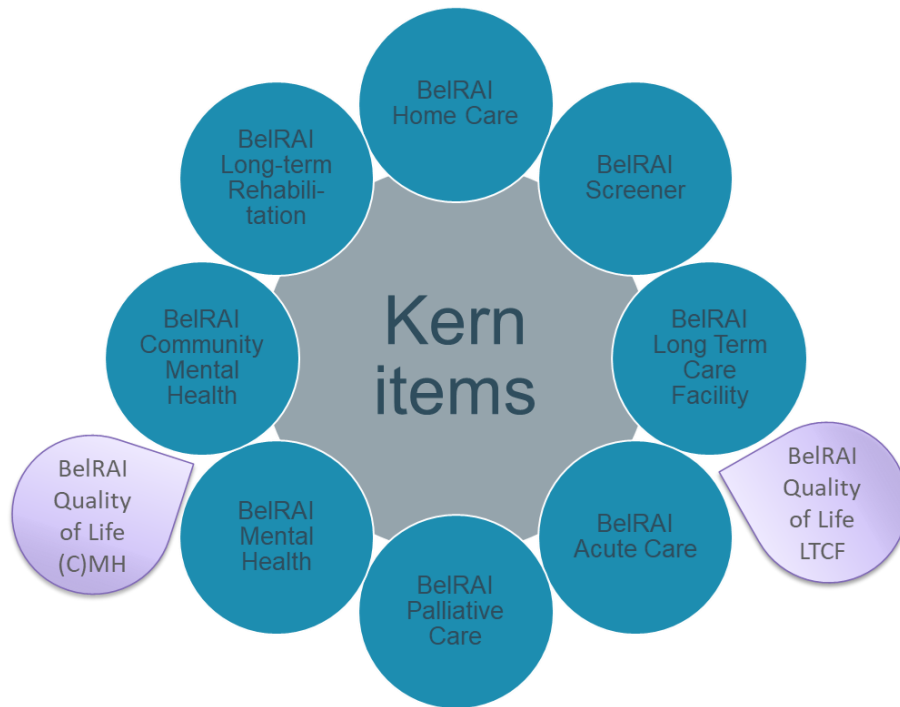 BelRAI
Home Care
BelRAI
Screener
BelRAI
Long Term
Care
Facility
BelRAI
Acute Care
BelRAI
Palliative
Care
BelRAI
Mental
Health
BelRAI
Community
Mental
Health
BelRAI
Long-term
Rehabili-
tation
Kern
items
BelRAI
Quality
of Life
(C)MH
BelRAI
Quality
of Life
LTCF